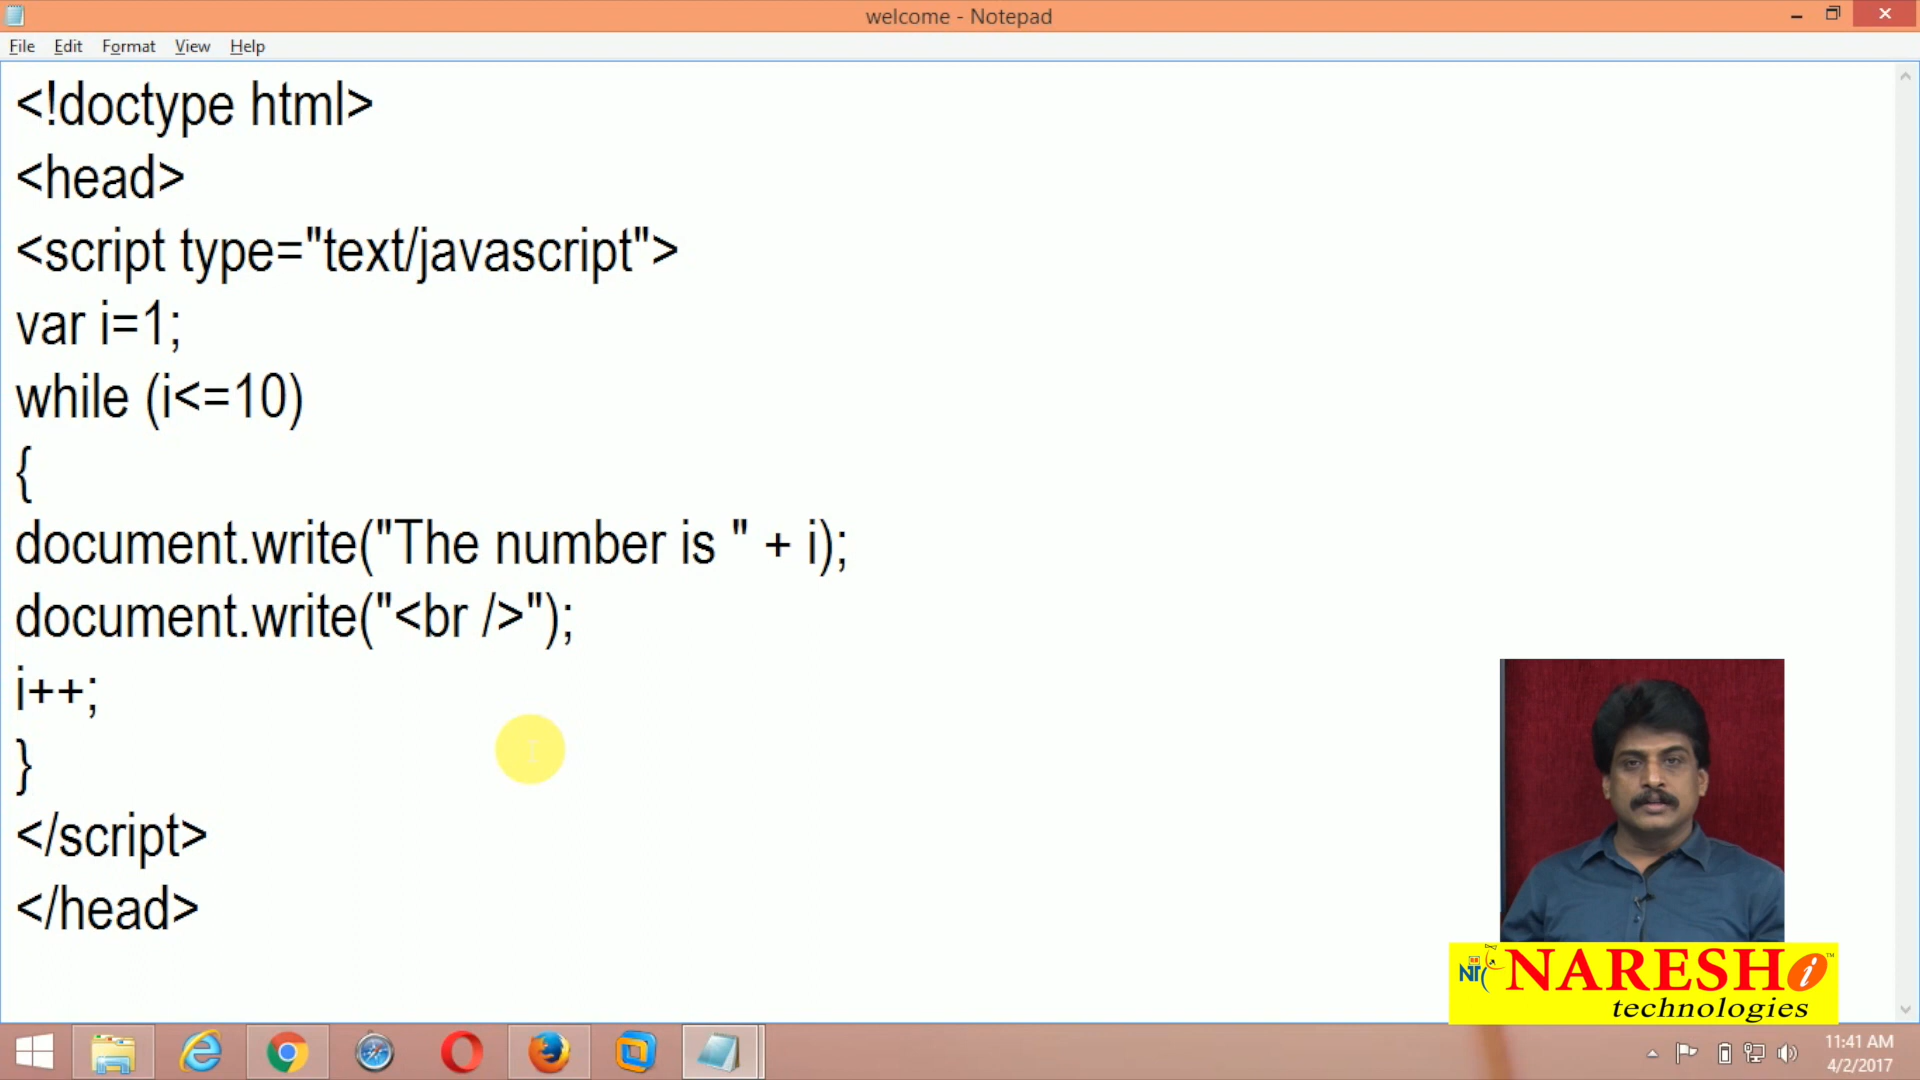 welcome - Notepad
File Edit Format View Help
<!doctype html>
<head>
<script type="text/javascript">
var i=1;
while (i<=10)
{
document.write("The number is " + i);
document.write("<br />");
i++;
}
</script>
</head>
NARESH i
technologies
11:41 AM
4/2/2017